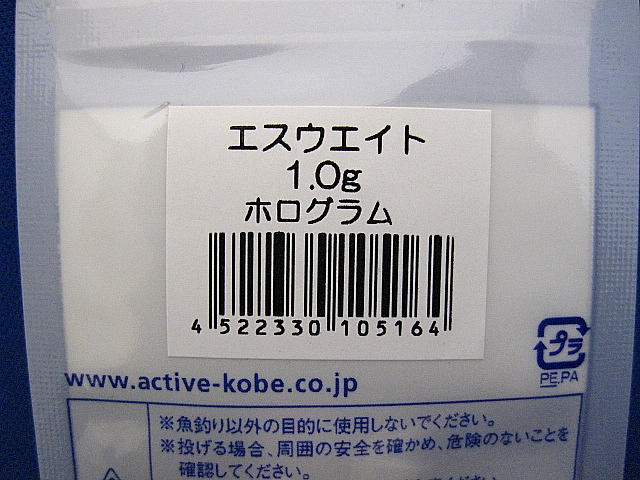 エスウエイト
1.0g
ホログラム
4 522330 105164
プラ
PE.PA
www.active-kobe.co.jp
※魚釣り以外の目的に使用しないでください。
※投げる場合、周囲の安全を確かめ、危険のないことを
確認してください。